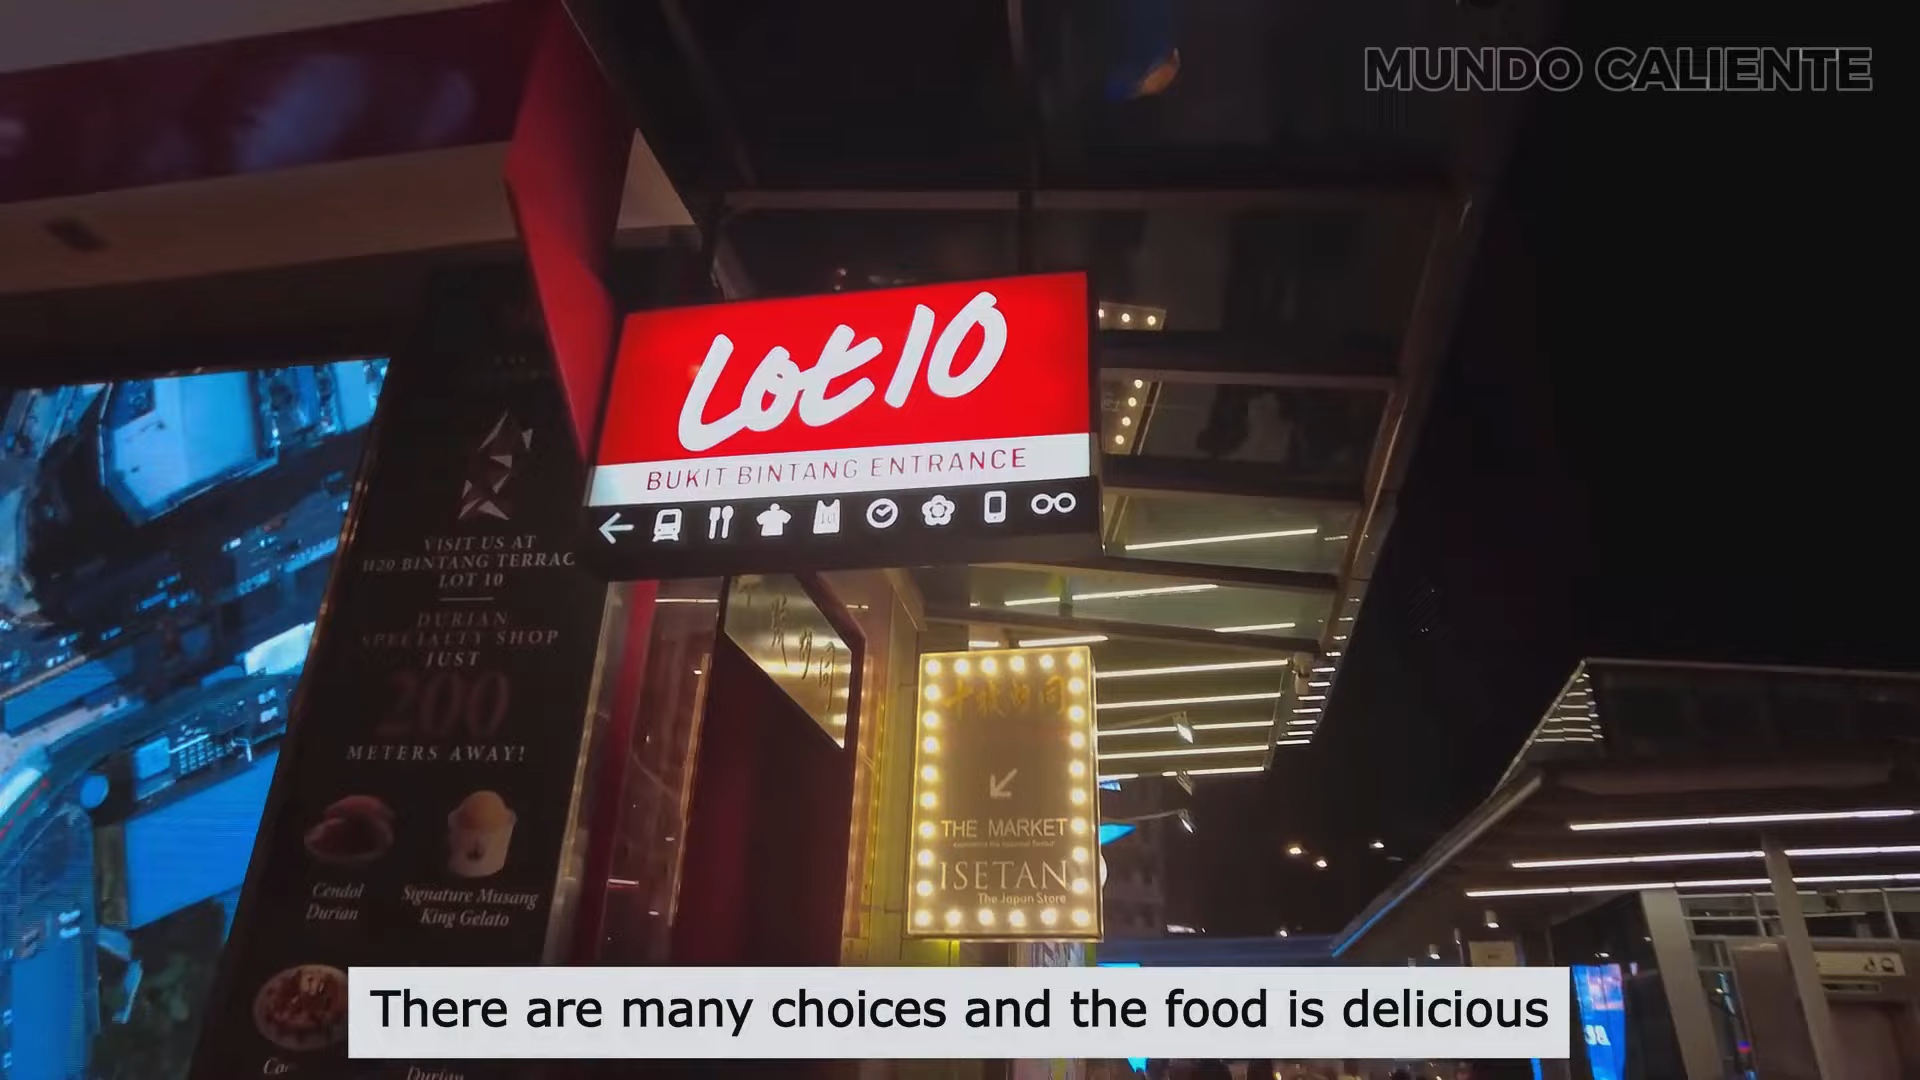 MUNDO CALIENTE
Lot 10
BUKIT BINTANG ENTRANCE
VISIT US AT
H20 BINTANG TERRAC
LOT 10
DURIAN
SPECIALTY SHOP
JUST
200
METERS AWAY!
Cendol
Durian
Signature Musang
King Gelato
Durian
THE MARKET
ISETAN
The Japan Store
There are many choices and the food is delicious